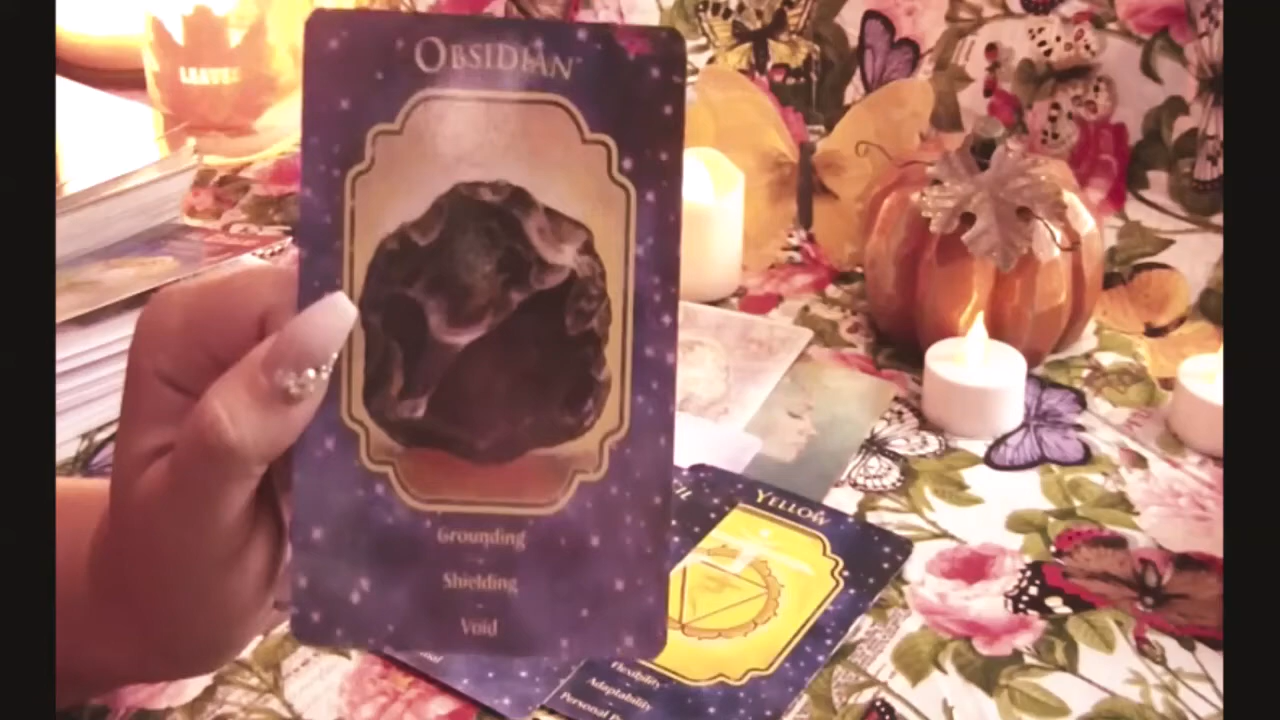 LEAVES
OBSIDIAN
Grounding
Shielding
Void
YELLOW
Flexibility
Adaptability
Personal